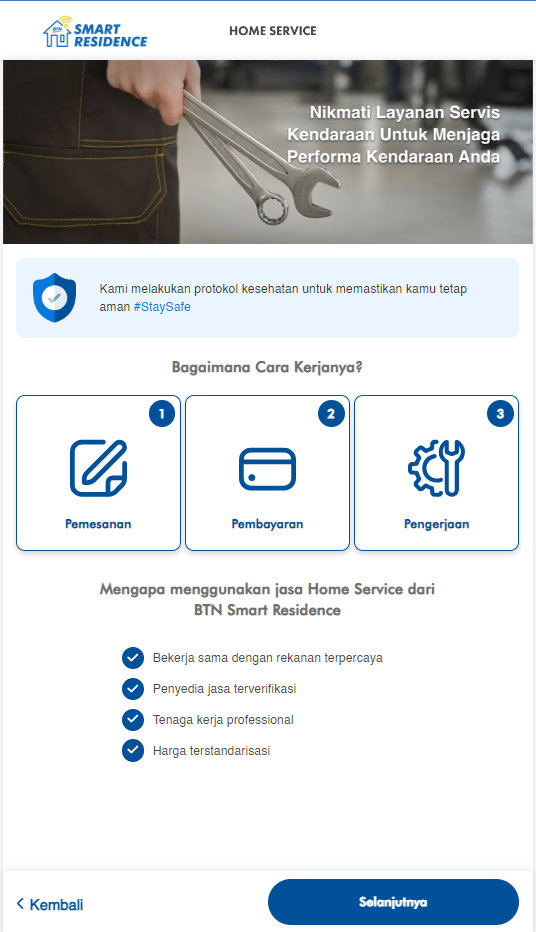 BTN
SMART
RESIDENCE
HOME SERVICE
Nikmati Layanan Servis
Kendaraan Untuk Menjaga
Performa Kendaraan Anda
Kami melakukan protokol kesehatan untuk memastikan kamu tetap
aman #StaySafe
Bagaimana Cara Kerjanya?
1
2
3
Pemesanan
Pembayaran
Pengerjaan
Mengapa menggunakan jasa Home Service dari
BTN Smart Residence
Bekerja sama dengan rekanan terpercaya
Penyedia jasa terverifikasi
Tenaga kerja professional
Harga terstandarisasi
Kembali
Selanjutnya